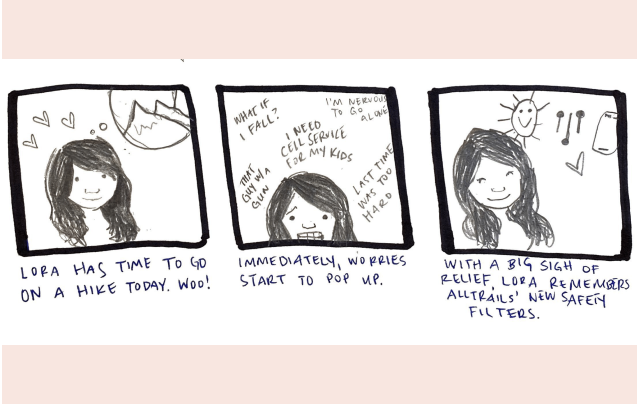 LORA HAS TIME TO GO
ON A HIKE TODAY. WOO!
WHAT IF
I FALL?
I'M NERVOUS
TO GO
ALONE
I NEED
CELL SERVICE
FOR MY KIDS
THAT
GUY W/A
GUN
LAST TIME
WAS TOO
HARD
IMMEDIATELY, WORRIES
START TO POP UP.
WITH A BIG SIGH OF
RELIEF, LORA REMEMBERS
ALLTRAILS' NEW SAFETY
FILTERS.